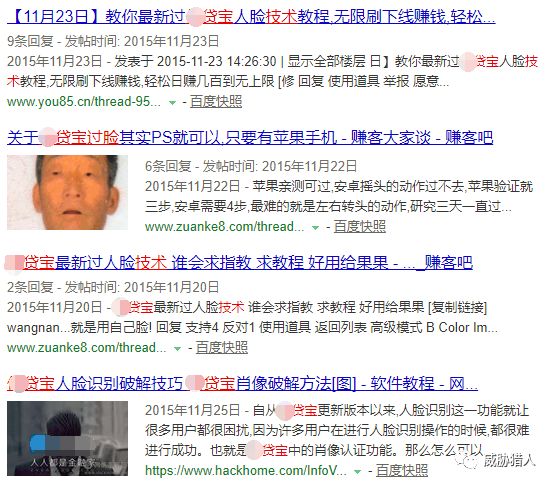 【11月23日】教你最新过贷宝人脸技术教程,无限刷下线赚钱,轻松...
9条回复 - 发帖时间: 2015年11月23日
2015年11月23日 - 发表于 2015-11-23 14:26:30 | 显示全部楼层 日】教你最新过贷宝人脸技
术教程,无限刷下线赚钱,轻松日赚几百到无上限 [修 回复 使用道具 举报 愿意...
www.you85.cn/thread-95... - 百度快照
关于贷宝过脸其实PS就可以,只要有苹果手机 - 赚客大家谈 - 赚客吧
6条回复 - 发帖时间: 2015年11月22日
2015年11月22日 - 苹果亲测可过,安卓摇头的动作过不去,苹果验证就
三步,安卓需要4步,最难的就是左右转头的动作,研究三天一直过...
www.zuanke8.com/thread... - 百度快照
贷宝最新过人脸技术 谁会求指教 求教程 好用给果果 - ..._赚客吧
2条回复 - 发帖时间: 2015年11月20日
2015年11月20日 - 贷宝最新过人脸技术 谁会求指教 求教程 好用给果果 [复制链接]
wangnan...就是用自己脸! 回复 支持4 反对1 使用道具 返回列表 高级模式 B Color Im...
www.zuanke8.com/thread... - 百度快照
贷宝人脸识别破解技巧 贷宝肖像破解方法[图] - 软件教程 - 网...
2015年11月25日 - 自从贷宝更新版本以来,人脸识别这一功能就让
很多用户都很困扰,因为许多用户在进行人脸识别操作的时候,都很难
进行成功。也就是贷宝中的肖像认证功能。那么怎么可以
人人都是金融家
https://www.hackhome.com/InfoV... - 百度快照
威胁猎人